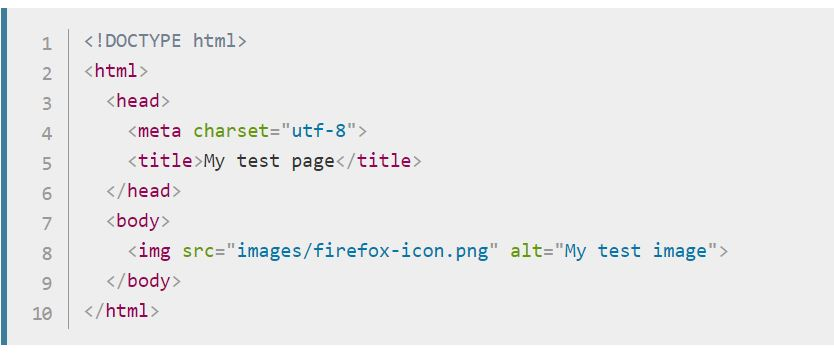 1 <!DOCTYPE html>
2 <html>
3   <head>
4     <meta charset="utf-8">
5     <title>My test page</title>
6   </head>
7   <body>
8     <img src="images/firefox-icon.png" alt="My test image">
9   </body>
10 </html>